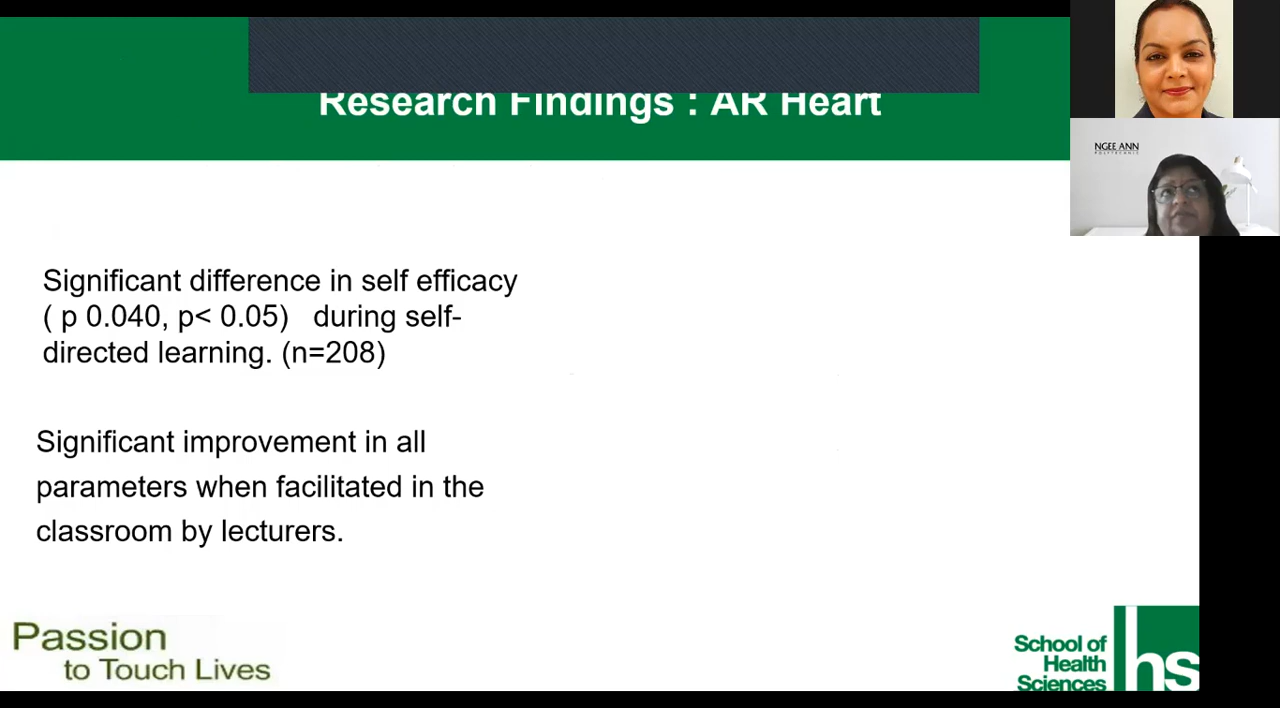 Research Findings : AR Heart
NGEE ANN
POLYTECHNIC
Significant difference in self efficacy
( p 0.040, p< 0.05) during self-
directed learning. (n=208)
Significant improvement in all
parameters when facilitated in the
classroom by lecturers.
Passion
to Touch Lives
School of
Health
Sciences
hs